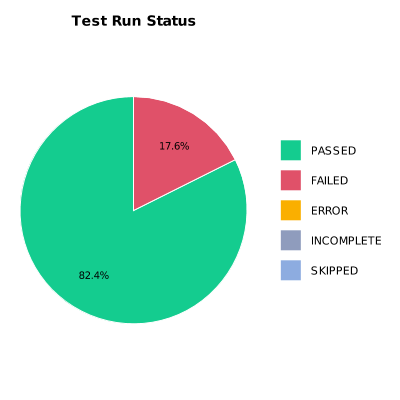 Test Run Status
17.6%
82.4%
PASSED
FAILED
ERROR
INCOMPLETE
SKIPPED